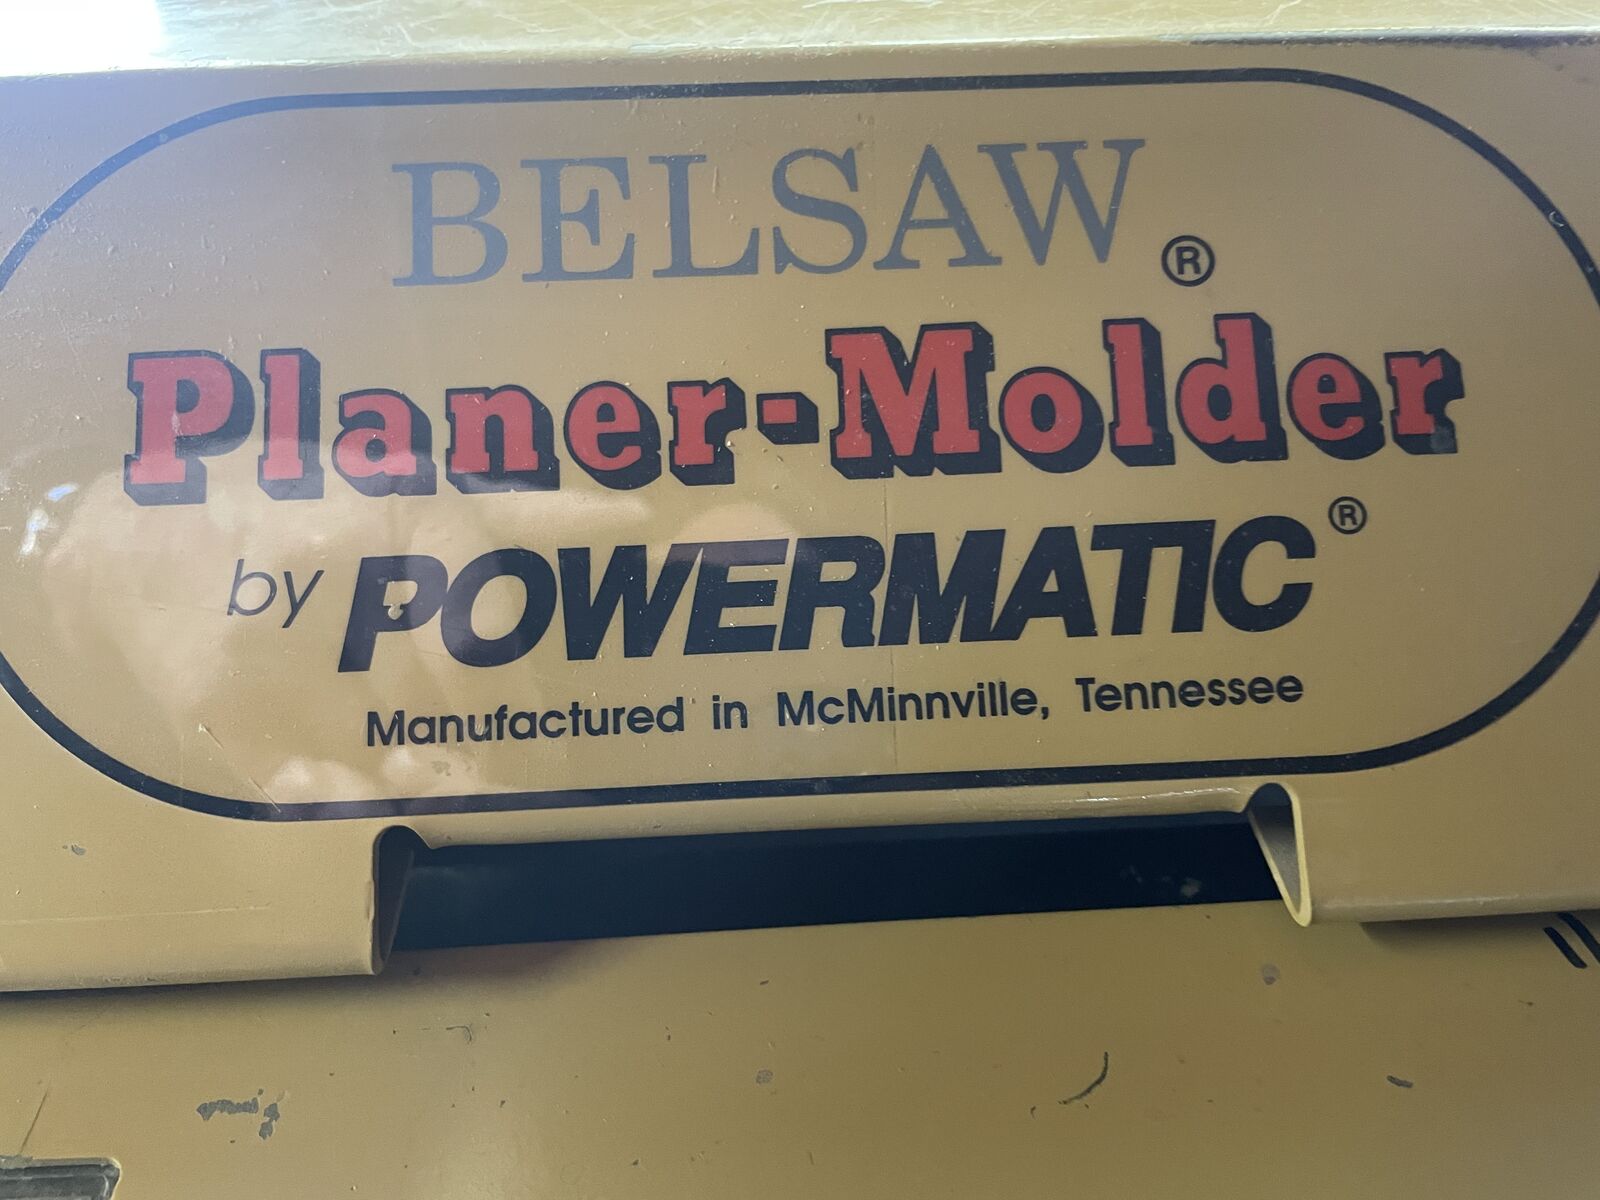 BELSAW®
Planer-Molder
by POWERMATIC®
Manufactured in McMinnville, Tennessee